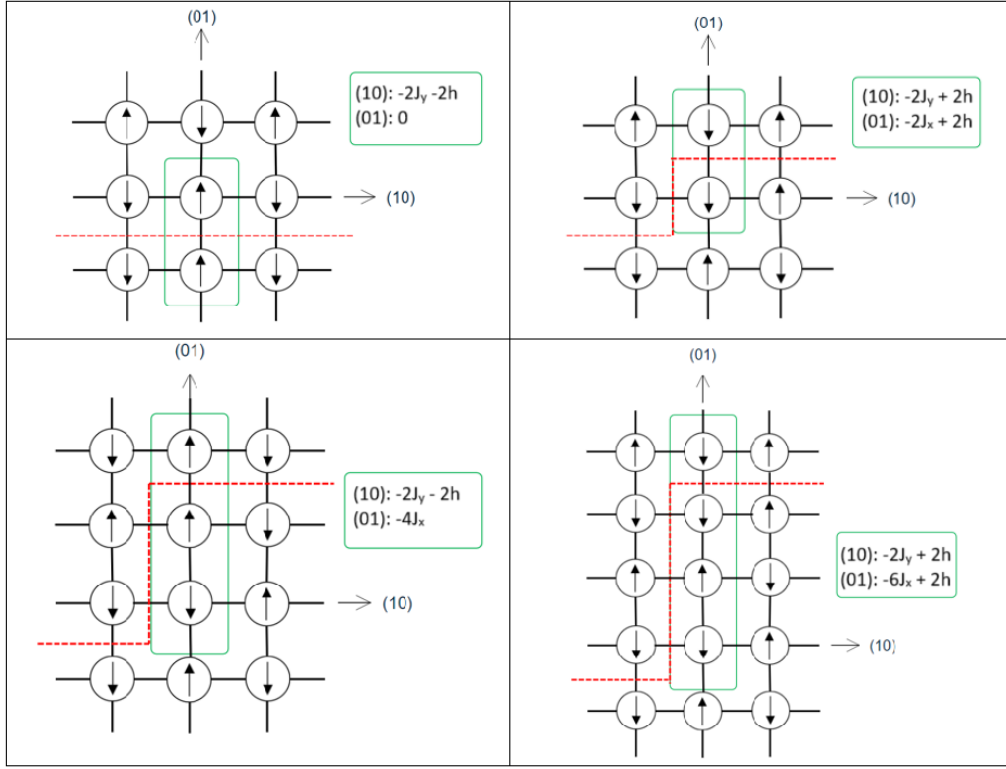 (01)
(10): -2Jᵧ -2h
(01): 0
(10)
(01)
(10): -2Jᵧ + 2h
(01): -2Jₓ + 2h
(10)
(01)
(10): -2Jᵧ - 2h
(01): -4Jₓ
(10)
(01)
(10): -2Jᵧ + 2h
(01): -6Jₓ + 2h
(10)